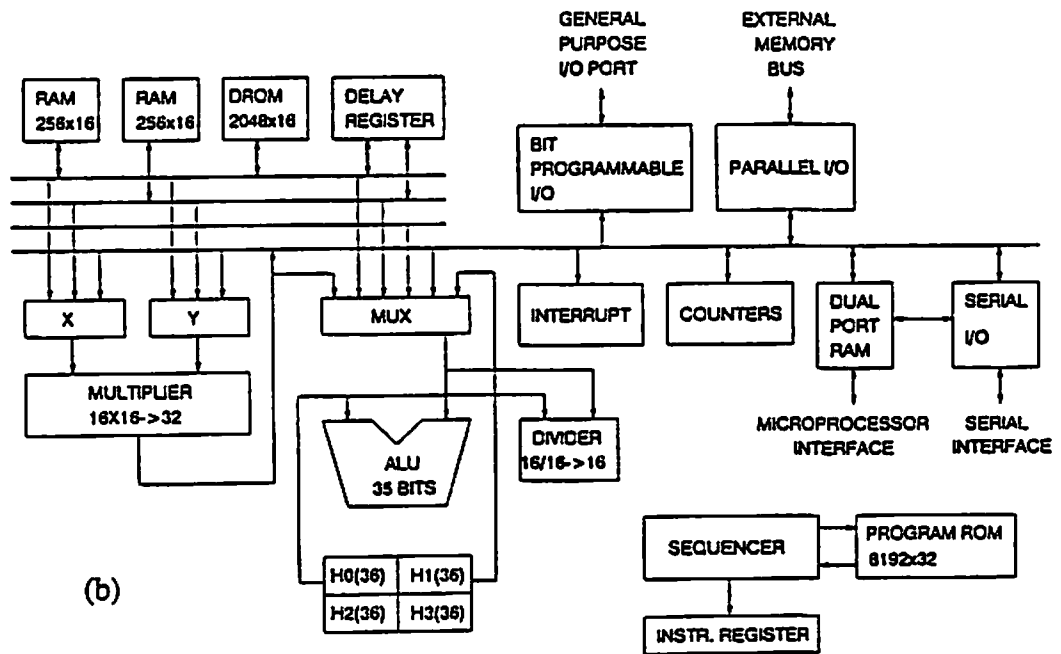 GENERAL
PURPOSE
I/O PORT
EXTERNAL
MEMORY
BUS
RAM
256x16
RAM
256x16
DROM
2048x16
DELAY
REGISTER
BIT
PROGRAMMABLE
I/O
PARALLEL I/O
X
Y
MUX
INTERRUPT
COUNTERS
DUAL
PORT
RAM
SERIAL
I/O
MULTIPLIER
16X16->32
ALU
35 BITS
DIVIDER
16/16->16
MICROPROCESSOR
INTERFACE
SERIAL
INTERFACE
SEQUENCER
PROGRAM ROM
8192x32
H0(36)
H1(36)
H2(36)
H3(36)
INSTR. REGISTER
(b)